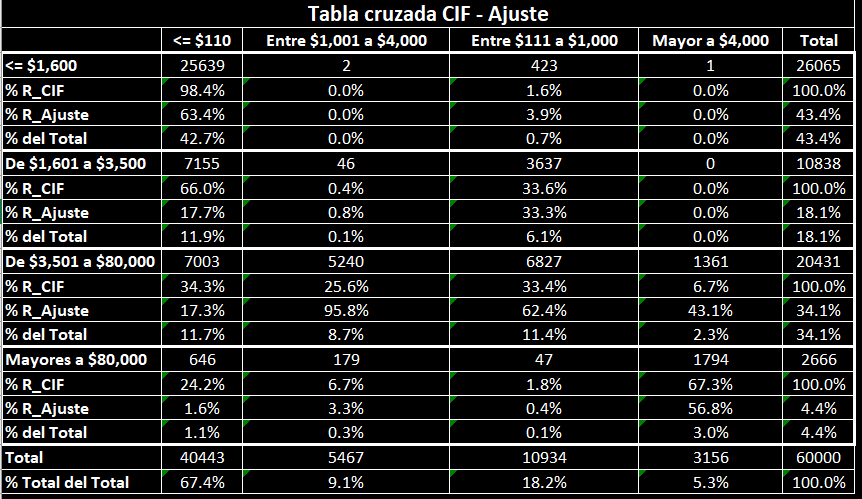 Tabla cruzada CIF - Ajuste
<= $110 Entre $1,001 a $4,000 Entre $111 a $1,000 Mayor a $4,000 Total
<= $1,600 25639 2 423 1 26065
% R_CIF 98.4% 0.0% 1.6% 0.0% 100.0%
% R_Ajuste 63.4% 0.0% 3.9% 0.0% 43.4%
% del Total 42.7% 0.0% 0.7% 0.0% 43.4%
De $1,601 a $3,500 7155 46 3637 0 10838
% R_CIF 66.0% 0.4% 33.6% 0.0% 100.0%
% R_Ajuste 17.7% 0.8% 33.3% 0.0% 18.1%
% del Total 11.9% 0.1% 6.1% 0.0% 18.1%
De $3,501 a $80,000 7003 5240 6827 1361 20431
% R_CIF 34.3% 25.6% 33.4% 6.7% 100.0%
% R_Ajuste 17.3% 95.8% 62.4% 43.1% 34.1%
% del Total 11.7% 8.7% 11.4% 2.3% 34.1%
Mayores a $80,000 646 179 47 1794 2666
% R_CIF 24.2% 6.7% 1.8% 67.3% 100.0%
% R_Ajuste 1.6% 3.3% 0.4% 56.8% 4.4%
% del Total 1.1% 0.3% 0.1% 3.0% 4.4%
Total 40443 5467 10934 3156 60000
% Total del Total 67.4% 9.1% 18.2% 5.3% 100.0%